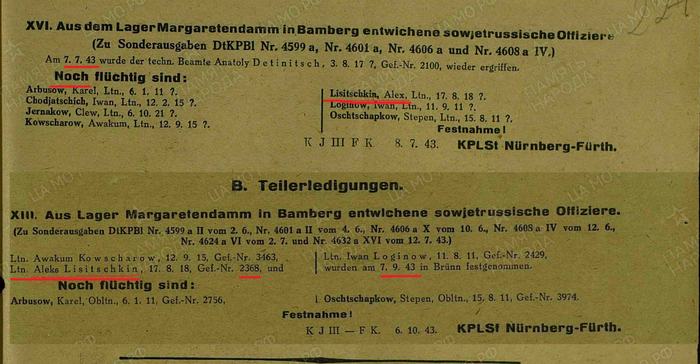 XVI. Aus dem Lager Margaretendamm in Bamberg entwichene sowjetrussische Offiziere
(Zu Sonderausgaben DtKPBl Nr. 4599 a, Nr. 4601 a, Nr. 4606 a und Nr. 4608 a IV.)
Am 7. 7. 43 wurde der techn. Beamte Anatoly Detinitsch, 3. 8. 17 ?, Gef.-Nr. 2100, wieder ergriffen.
Noch flüchtig sind:
Arbusow, Karel, Ltn., 6. 1. 11 ?.
Chodjatschich, Iwan, Ltn., 12. 2. 15 ?.
Jernakow, Clew, Ltn., 6. 10. 21 ?.
Kowscharow, Awakum, Ltn., 12. 9. 15 ?.
Lisitschkin, Alex, Ltn., 17. 8. 18 ?.
Loginow, Iwan, Ltn., 11. 9. 11 ?.
Oschtschapkow, Stepen, Ltn., 15. 8. 11 ?.
Festnahme!
K J III F K. 8. 7. 43. KPLSt Nürnberg-Fürth.
B. Teilerledigungen.
XIII. Aus Lager Margaretendamm in Bamberg entwichene sowjetrussische Offiziere.
(Zu Sonderausgaben DtKPBl Nr. 4599 a II vom 2. 6., Nr. 4601 a II vom 4. 6., Nr. 4606 a X vom 10. 6., Nr. 4608 a IV vom 12. 6.,
Nr. 4624 a VI vom 2. 7. und Nr. 4632 a XVI vom 12. 7. 43.)
Ltn. Awakum Kowscharow, 12. 9. 15, Gef.-Nr. 3463,
Ltn. Aleks Lisitschkin, 17. 8. 18, Gef.-Nr. 2368, und
Ltn. Iwan Loginow, 11. 8. 11, Gef.-Nr. 2429,
wurden am 7. 9. 43 in Brünn festgenommen.
Noch flüchtig sind:
Arbusow, Karel, Obltn., 6. 1. 11, Gef.-Nr. 2756,
Oschtschapkow, Stepen, Obltn., 15. 8. 11, Gef.-Nr. 3974.
Festnahme!
K J III — F K. 6. 10. 43. KPLSt Nürnberg-Fürth.